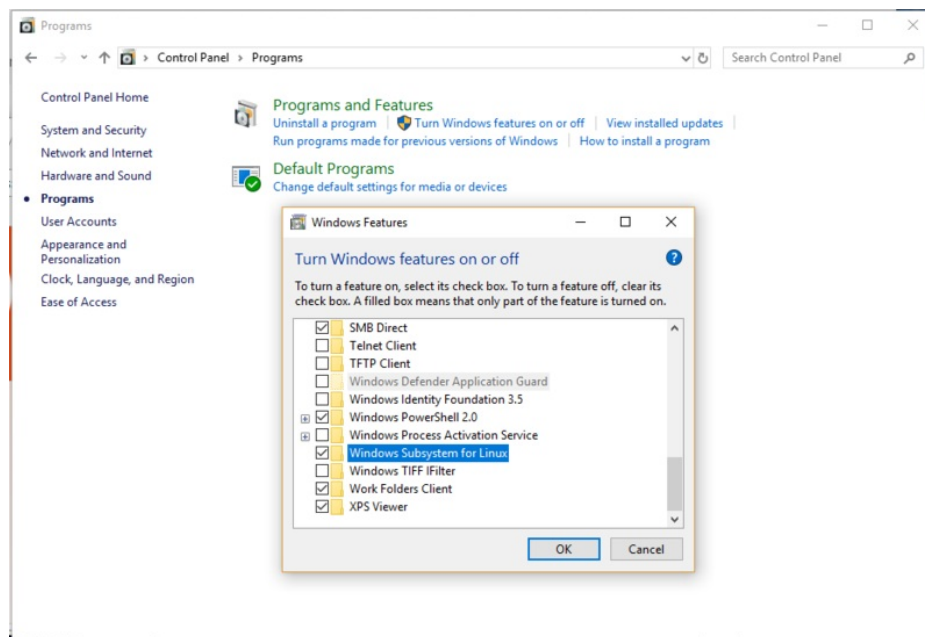 Programs
Control Panel > Programs
Search Control Panel
Control Panel Home
System and Security
Network and Internet
Hardware and Sound
Programs
User Accounts
Appearance and
Personalization
Clock, Language, and Region
Ease of Access
Programs and Features
Uninstall a program | Turn Windows features on or off | View installed updates
Run programs made for previous versions of Windows | How to install a program
Default Programs
Change default settings for media or devices
Windows Features
Turn Windows features on or off
To turn a feature on, select its check box. To turn a feature off, clear its
check box. A filled box means that only part of the feature is turned on.
SMB Direct
Telnet Client
TFTP Client
Windows Defender Application Guard
Windows Identity Foundation 3.5
Windows PowerShell 2.0
Windows Process Activation Service
Windows Subsystem for Linux
Windows TIFF IFilter
Work Folders Client
XPS Viewer
OK
Cancel